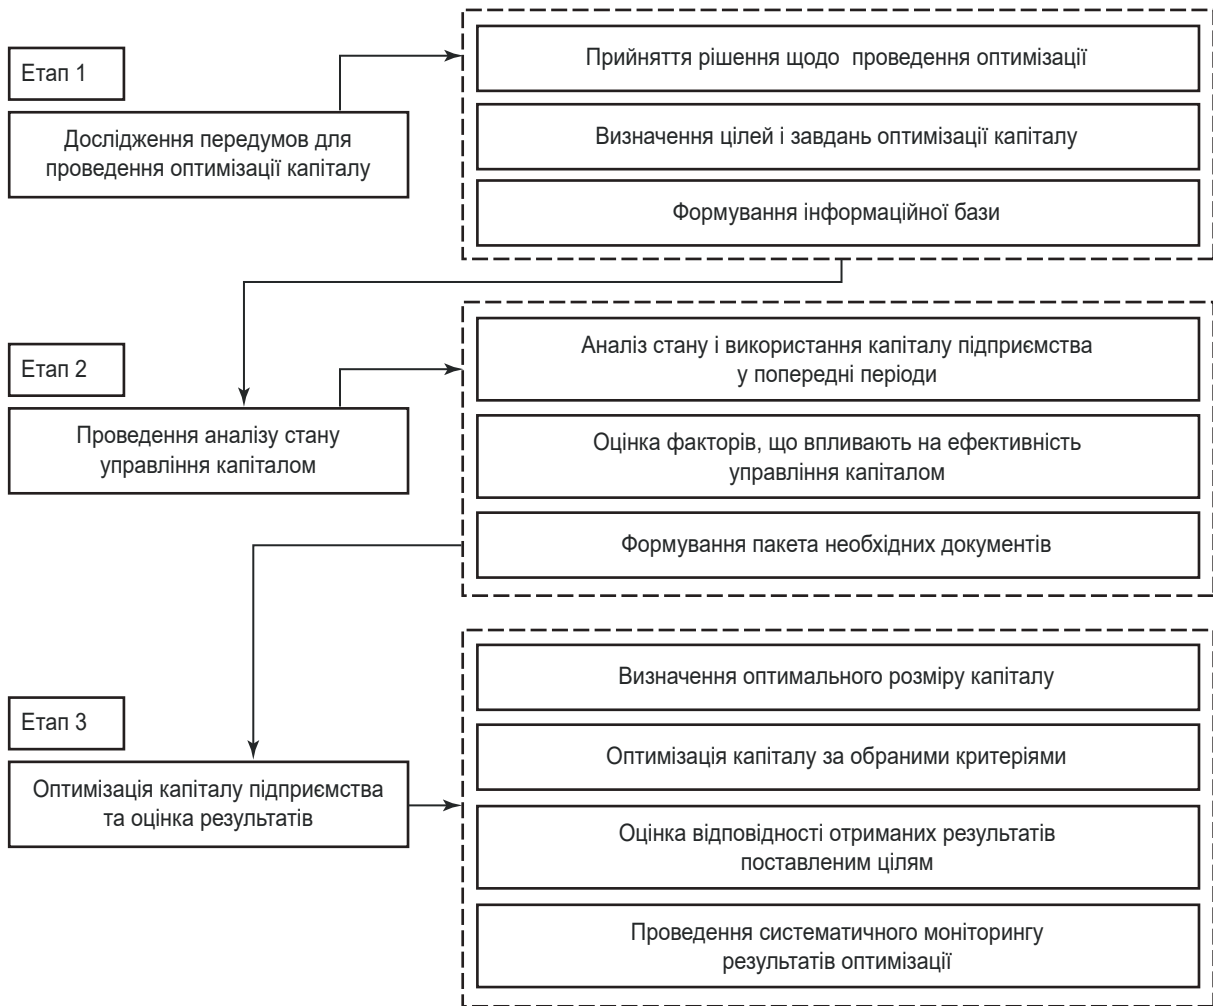 Етап 1
Дослідження передумов для
проведення оптимізації капіталу
Прийняття рішення щодо проведення оптимізації
Визначення цілей і завдань оптимізації капіталу
Формування інформаційної бази
Етап 2
Проведення аналізу стану
управління капіталом
Аналіз стану і використання капіталу підприємства
у попередні періоди
Оцінка факторів, що впливають на ефективність
управління капіталом
Формування пакета необхідних документів
Етап 3
Оптимізація капіталу підприємства
та оцінка результатів
Визначення оптимального розміру капіталу
Оптимізація капіталу за обраними критеріями
Оцінка відповідності отриманих результатів
поставленим цілям
Проведення систематичного моніторингу
результатів оптимізації